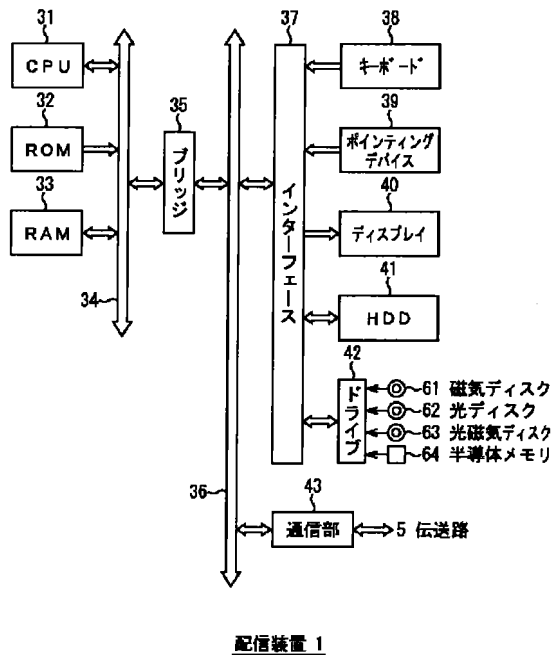 31
CPU
32
ROM
33
RAM
34
35
ブリッジ
36
37
インターフェース
38
キーボード
39
ポインティング
デバイス
40
ディスプレイ
41
HDD
42
ドライブ
61 磁気ディスク
62 光ディスク
63 光磁気ディスク
64 半導体メモリ
43
通信部
5 伝送路
配信装置 1